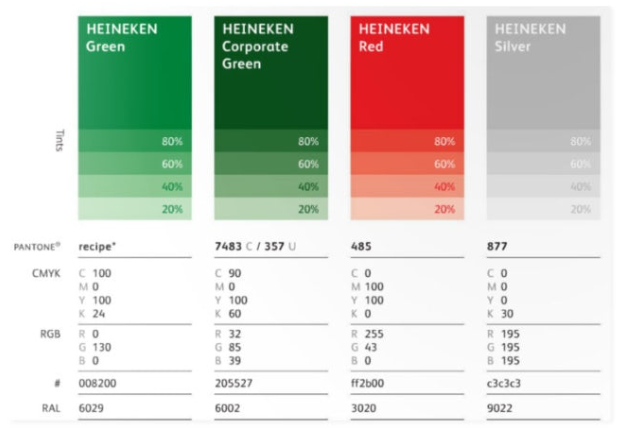 HEINEKEN Green
HEINEKEN Corporate Green
HEINEKEN Red
HEINEKEN Silver
Tints
80% 80% 80% 80%
60% 60% 60% 60%
40% 40% 40% 40%
20% 20% 20% 20%
PANTONE® recipe* 7483 C / 357 U 485 877
CMYK C 100 C 90 C 0 C 0
M 0 M 0 M 100 M 0
Y 100 Y 100 Y 100 Y 0
K 24 K 60 K 0 K 30
RGB R 0 R 32 R 255 R 195
G 130 G 85 G 43 G 195
B 0 B 39 B 0 B 195
# 008200 205527 ff2b00 c3c3c3
RAL 6029 6002 3020 9022